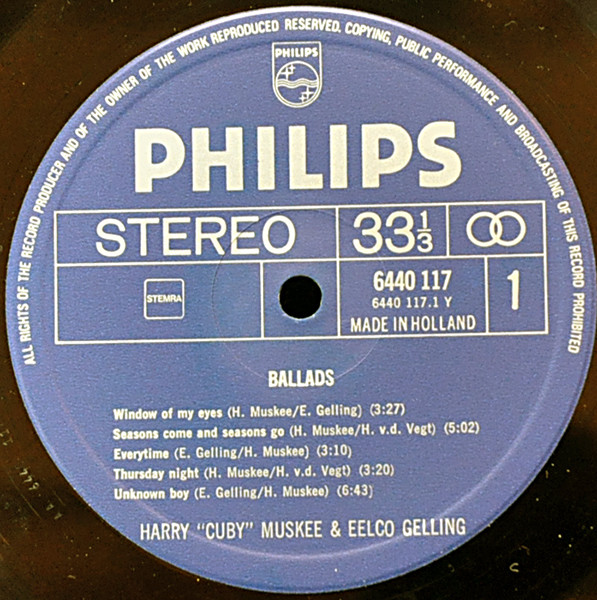 ALL RIGHTS OF THE RECORD PRODUCER AND OF THE OWNER OF THE WORK REPRODUCED RESERVED. COPYING, PUBLIC PERFORMANCE AND BROADCASTING OF THIS RECORD PROHIBITED
PHILIPS
PHILIPS
STEREO 33 1/3
STEMRA 6440 117 1
6440 117.1 Y
MADE IN HOLLAND
BALLADS
Window of my eyes (H. Muskee/E. Gelling) (3:27)
Seasons come and seasons go (H. Muskee/H. v.d. Vegt) (5:02)
Everytime (E. Gelling/H. Muskee) (3:10)
Thursday night (H. Muskee/H. v.d. Vegt) (3:20)
Unknown boy (E. Gelling/H. Muskee) (6:43)
HARRY "CUBY" MUSKEE & EELCO GELLING